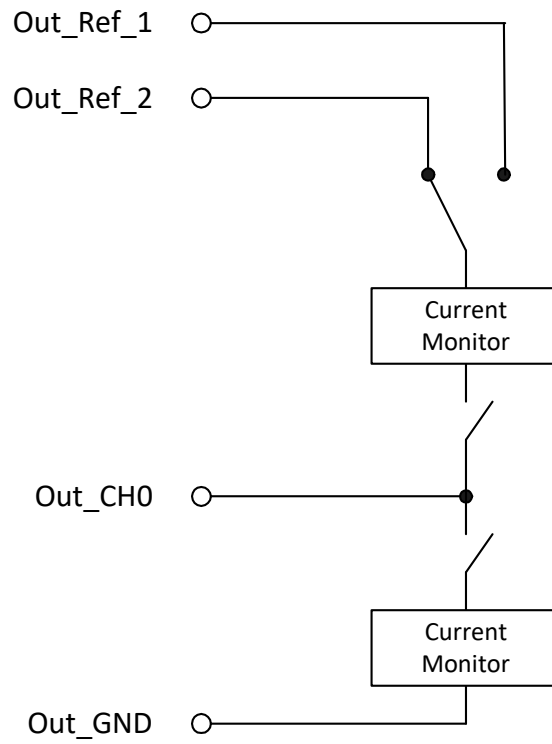 Out_Ref_1
Out_Ref_2
Current
Monitor
Out_CH0
Current
Monitor
Out_GND